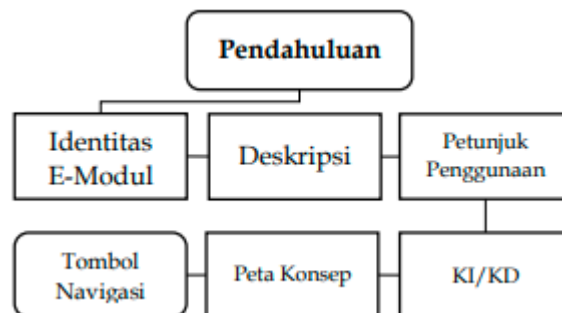 Pendahuluan
Identitas
E-Modul
Deskripsi
Petunjuk
Penggunaan
Tombol
Navigasi
Peta Konsep
KI/KD